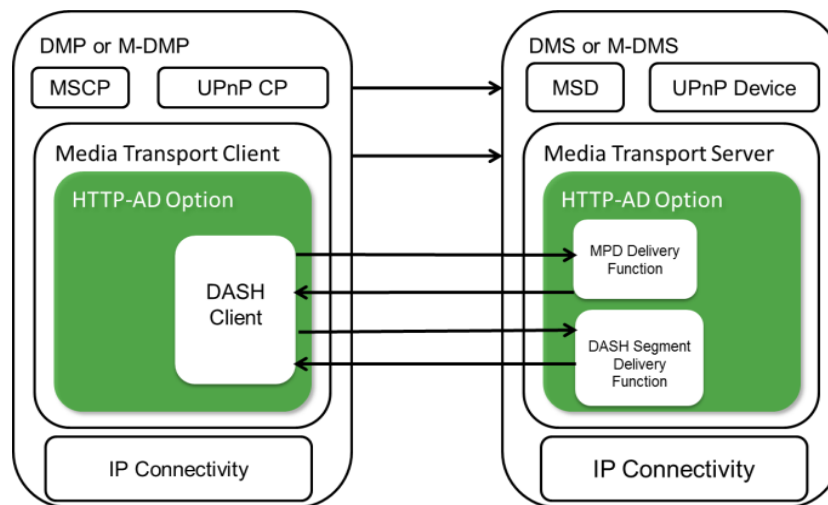 DMP or M-DMP
MSCP
UPnP CP
Media Transport Client
HTTP-AD Option
DASH
Client
IP Connectivity
DMS or M-DMS
MSD
UPnP Device
Media Transport Server
HTTP-AD Option
MPD Delivery
Function
DASH Segment
Delivery
Function
IP Connectivity